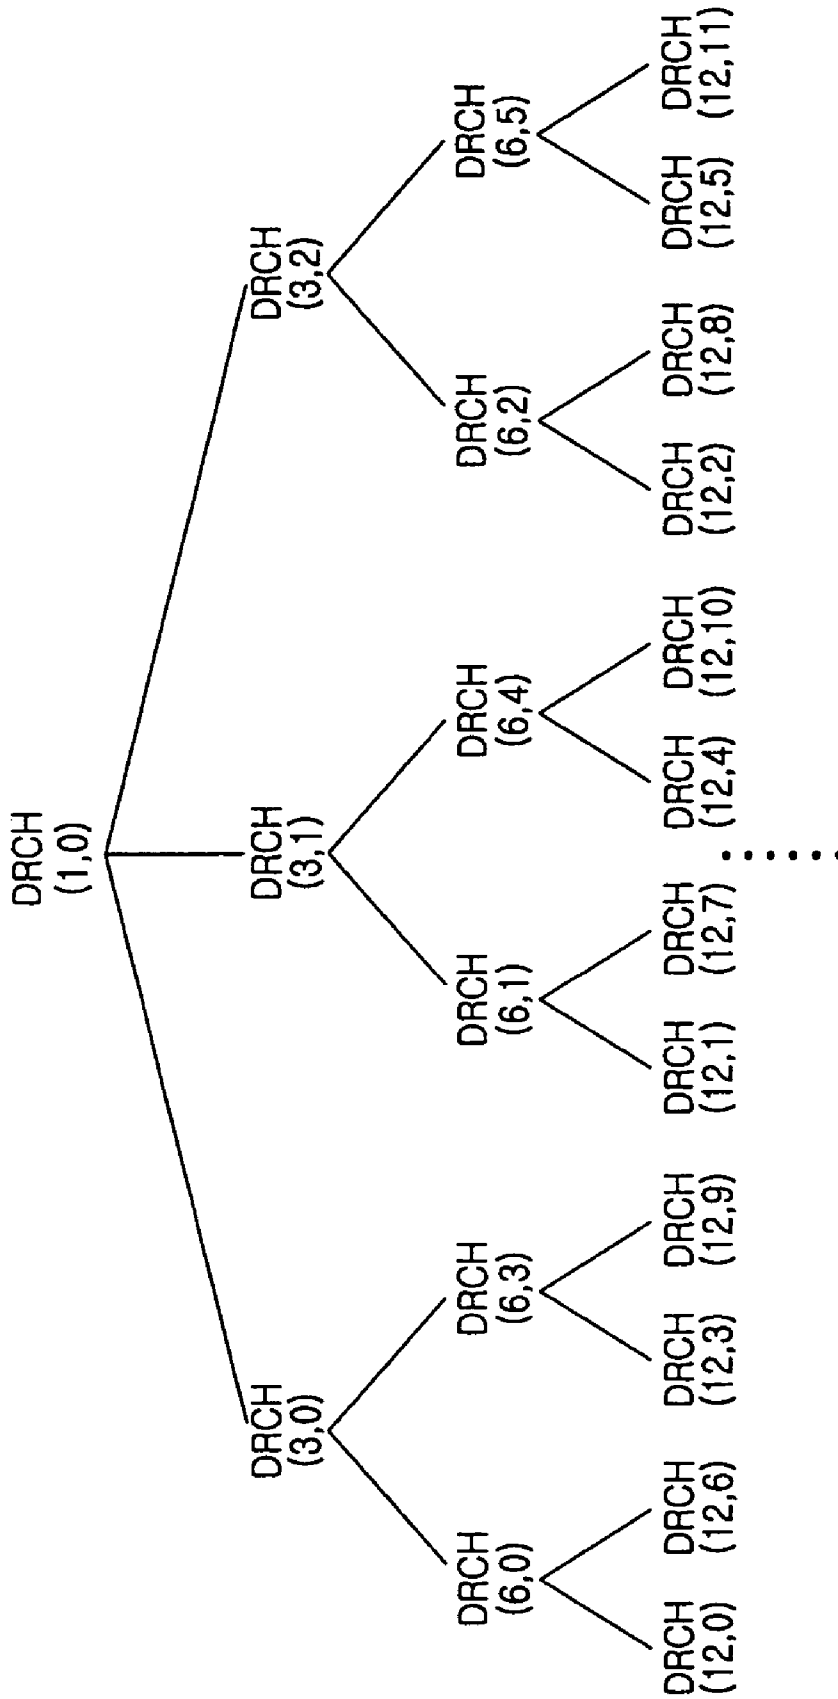 DRCH
(1,0)
DRCH
(3,0)
DRCH
(3,1)
DRCH
(3,2)
DRCH
(6,0)
DRCH
(6,3)
DRCH
(6,1)
DRCH
(6,4)
DRCH
(6,2)
DRCH
(6,5)
DRCH
(12,0)
DRCH
(12,6)
DRCH
(12,3)
DRCH
(12,9)
DRCH
(12,1)
DRCH
(12,7)
DRCH
(12,4)
DRCH
(12,10)
DRCH
(12,2)
DRCH
(12,8)
DRCH
(12,5)
DRCH
(12,11)